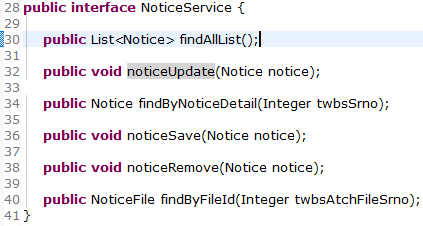 28 public interface NoticeService {
29
30 public List<Notice> findAllList();
31
32 public void noticeUpdate(Notice notice);
33
34 public Notice findByNoticeDetail(Integer twbsSrno);
35
36 public void noticeSave(Notice notice);
37
38 public void noticeRemove(Notice notice);
39
40 public NoticeFile findByFileId(Integer twbsAtchFileSrno);
41 }